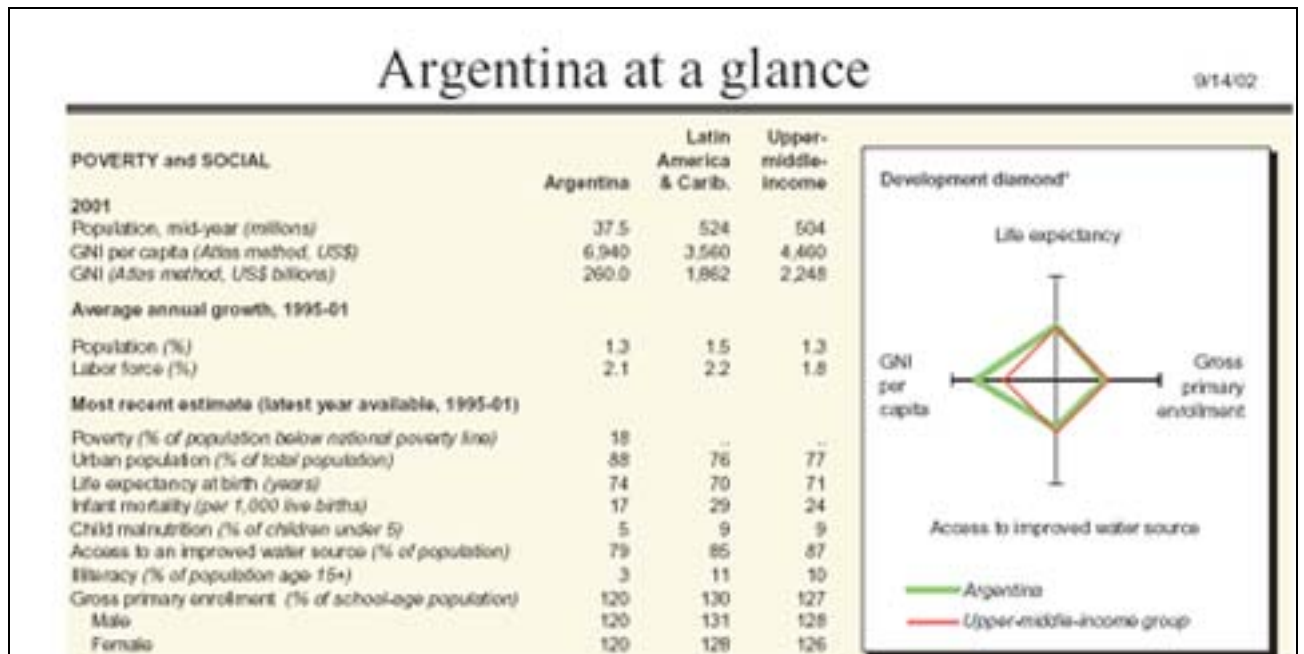 Argentina at a glance
9/14/02
POVERTY and SOCIAL
Argentina
Latin America & Carib.
Upper-middle-income
2001
Population, mid-year (millions) 37.5 524 504
GNI per capita (Atlas method, US$) 6,940 3,560 4,460
GNI (Atlas method, US$ billions) 260.0 1,862 2,248
Average annual growth, 1995-01
Population (%) 1.3 1.5 1.3
Labor force (%) 2.1 2.2 1.8
Most recent estimate (latest year available, 1995-01)
Poverty (% of population below national poverty line) 18 .. ..
Urban population (% of total population) 88 76 77
Life expectancy at birth (years) 74 70 71
Infant mortality (per 1,000 live births) 17 29 24
Child malnutrition (% of children under 5) 5 9 9
Access to an improved water source (% of population) 79 85 87
Illiteracy (% of population age 15+) 3 11 10
Gross primary enrollment (% of school-age population) 120 130 127
Male 120 131 128
Female 120 128 126
Development diamond*
Life expectancy
GNI
per
capita
Gross
primary
enrollment
Access to improved water source
Argentina
Upper-middle-income group